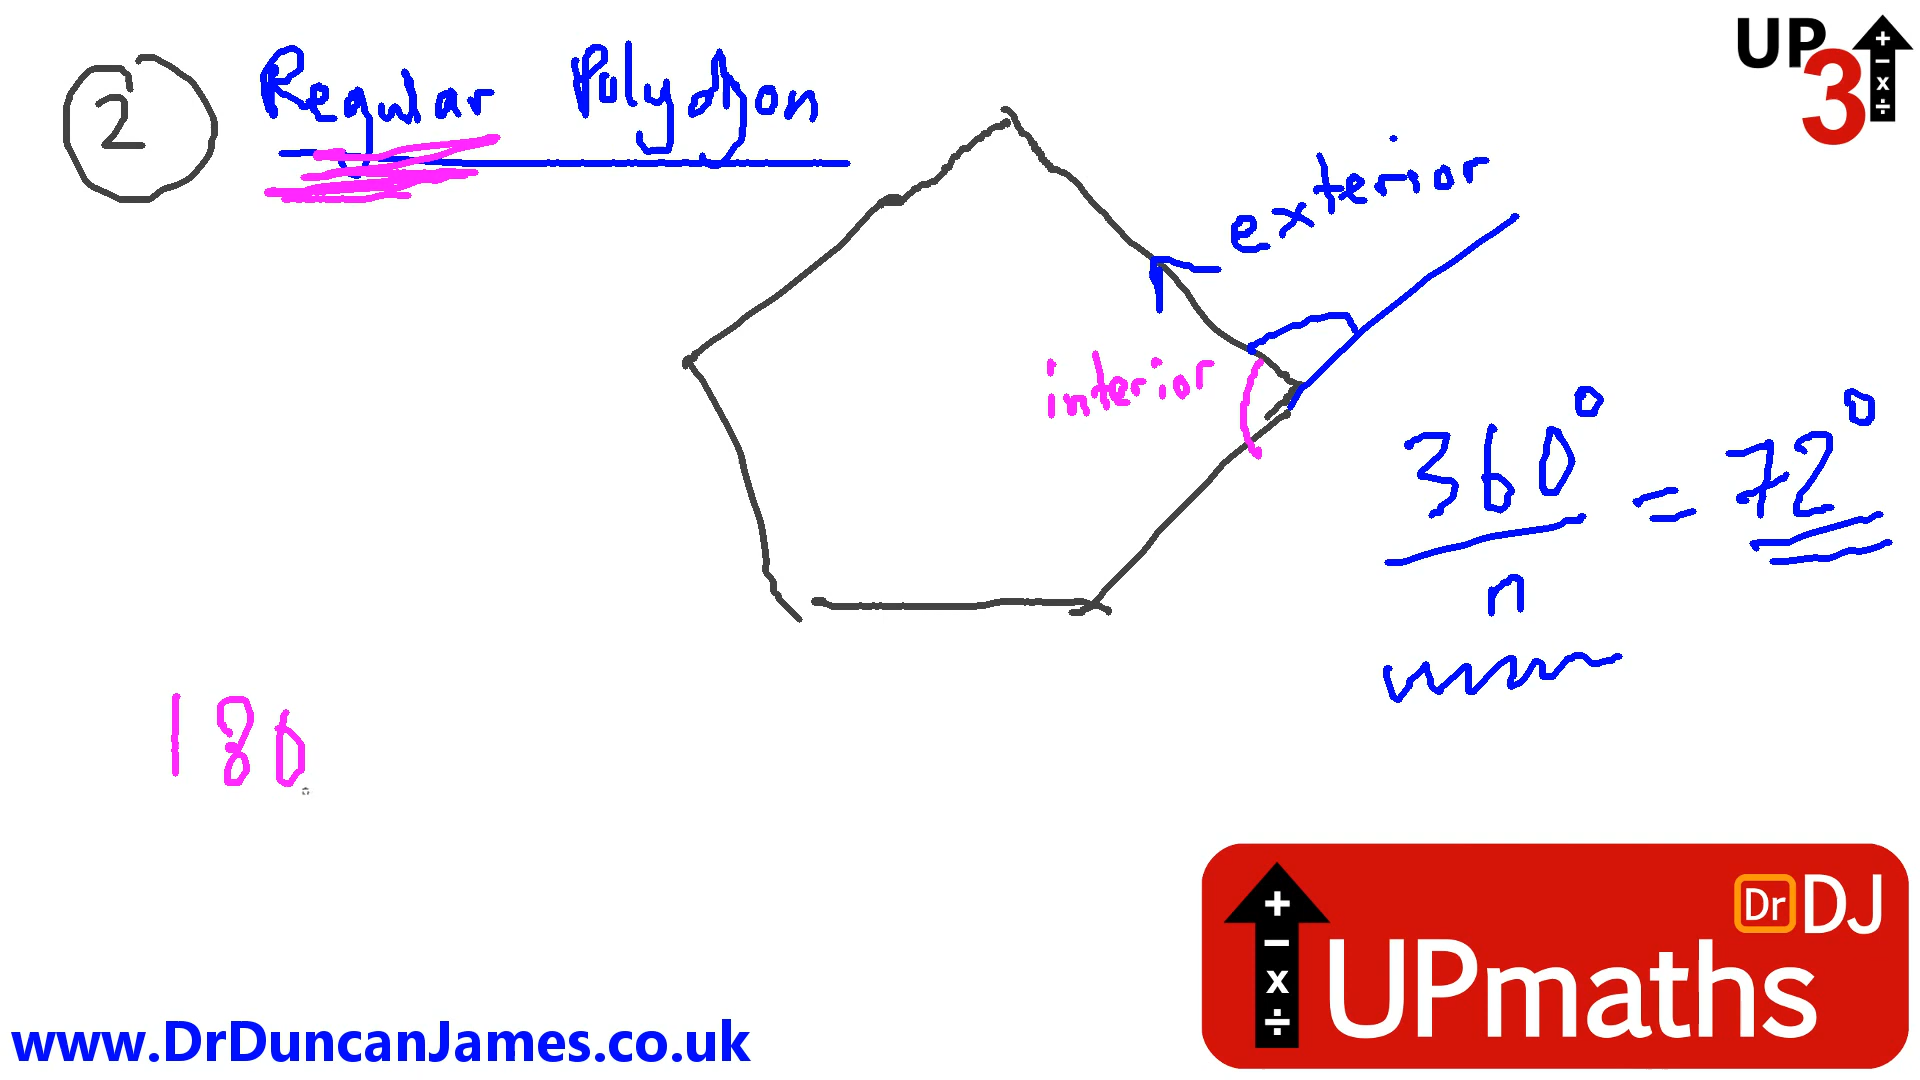 2 Regular Polygon
UP
3
+
-
x
÷
exterior
interior
360° = 72°
n
180
+
-
x
÷
Dr DJ
UPmaths
www.DrDuncanJames.co.uk